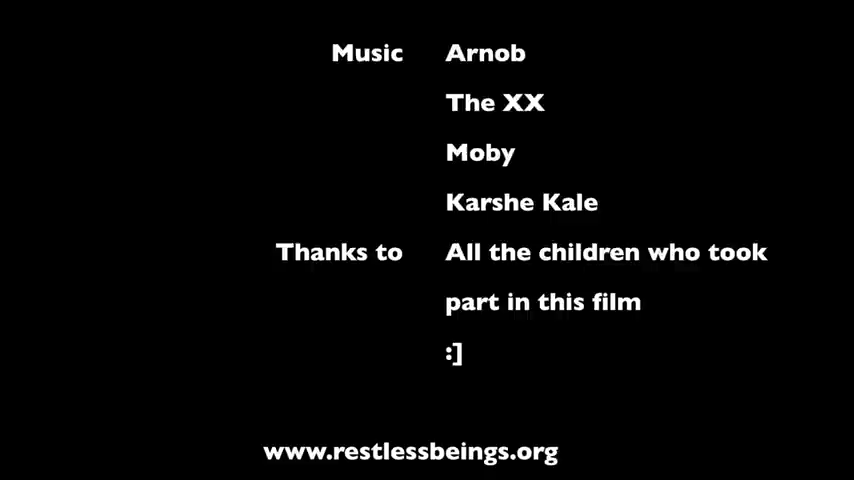 Music Arnob
The XX
Moby
Karshe Kale
Thanks to All the children who took
part in this film
:]
www.restlessbeings.org